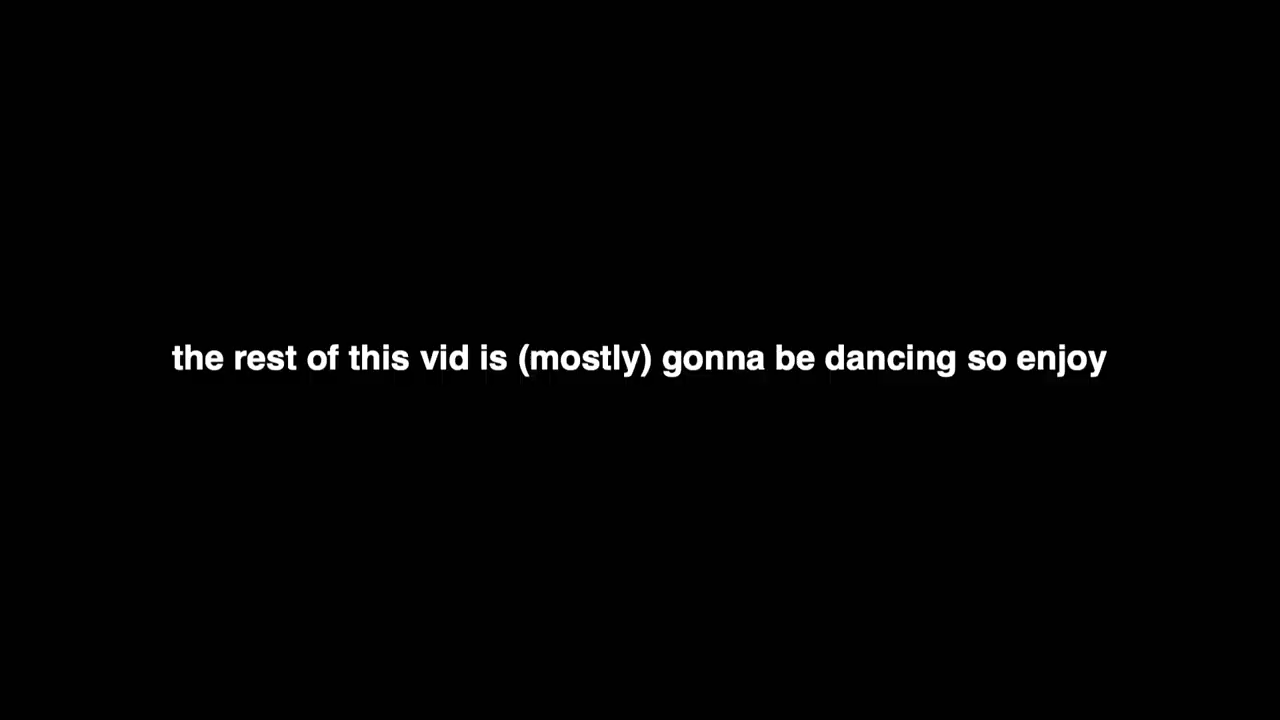 the rest of this vid is (mostly) gonna be dancing so enjoy